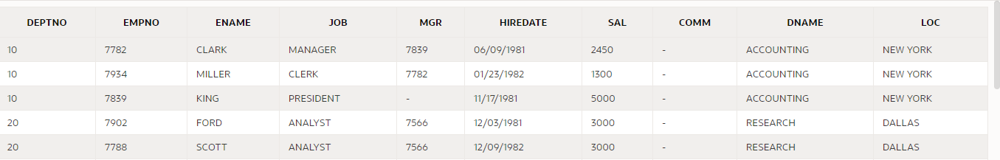 DEPTNO EMPNO ENAME JOB MGR HIREDATE SAL COMM DNAME LOC
10 7782 CLARK MANAGER 7839 06/09/1981 2450 - ACCOUNTING NEW YORK
10 7934 MILLER CLERK 7782 01/23/1982 1300 - ACCOUNTING NEW YORK
10 7839 KING PRESIDENT - 11/17/1981 5000 - ACCOUNTING NEW YORK
20 7902 FORD ANALYST 7566 12/03/1981 3000 - RESEARCH DALLAS
20 7788 SCOTT ANALYST 7566 12/09/1982 3000 - RESEARCH DALLAS